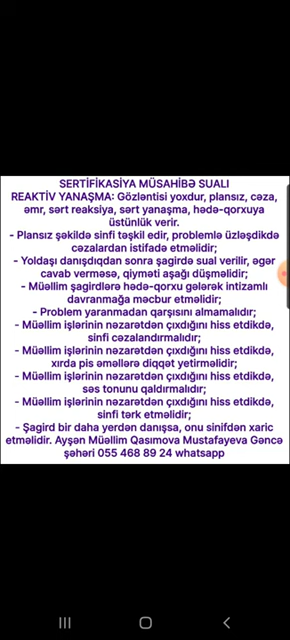 SERTİFİKASİYA MÜSAHİBƏ SUALI
REAKTİV YANAŞMA: Gözləntisi yoxdur, plansız, cəza,
əmr, sərt reaksiya, sərt yanaşma, hədə-qorxuya
üstünlük verir.
- Plansız şəkildə sinfi təşkil edir, problemlə üzləşdikdə
cəzalardan istifadə etməlidir;
- Yoldaşı danışdıqdan sonra şagirdə sual verilir, əgər
cavab verməsə, qiyməti aşağı düşməlidir;
- Müəllim şagirdlərə hədə-qorxu gələrək intizamlı
davranmağa məcbur etməlidir;
- Problem yaranmadan qarşısını almamalıdır;
- Müəllim işlərinin nəzarətdən çıxdığını hiss etdikdə,
sinfi cəzalandırmalıdır;
- Müəllim işlərinin nəzarətdən çıxdığını hiss etdikdə,
xırda pis əməllərə diqqət yetirməlidir;
- Müəllim işlərinin nəzarətdən çıxdığını hiss etdikdə,
səs tonunu qaldırmalıdır;
- Müəllim işlərinin nəzarətdən çıxdığını hiss etdikdə,
sinfi tərk etməlidir;
- Şagird bir daha yerdən danışsa, onu sinifdən xaric
etməlidir. Ayşən Müəllim Qasımova Mustafayeva Gəncə
şəhəri 055 468 89 24 whatsapp